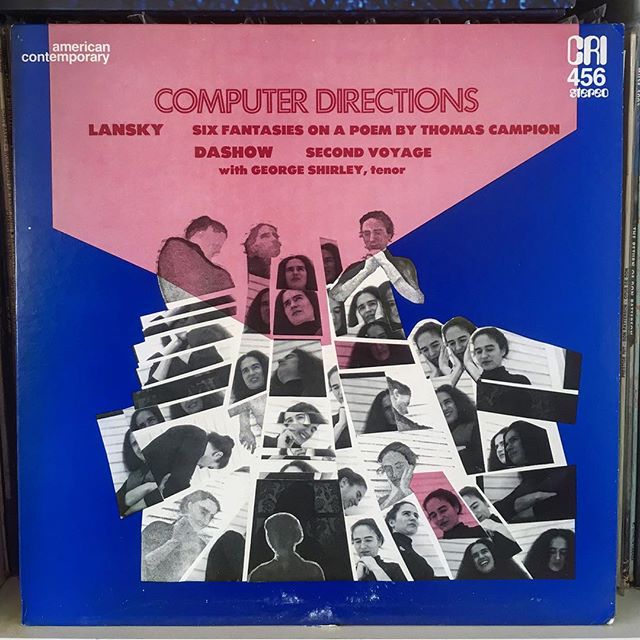 american
contemporary
CRI
456
STEREO
COMPUTER DIRECTIONS
LANSKY SIX FANTASIES ON A POEM BY THOMAS CAMPION
DASHOW SECOND VOYAGE
with GEORGE SHIRLEY, tenor